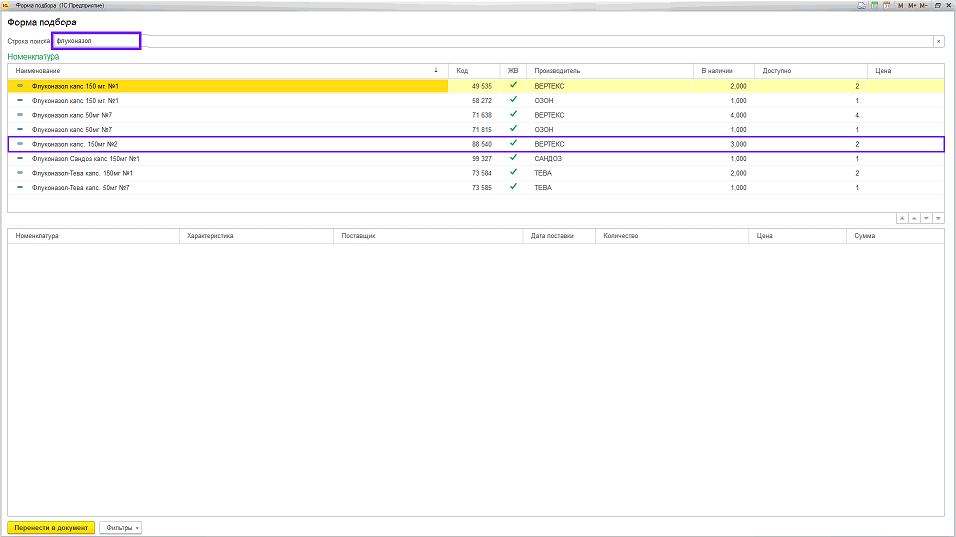 Форма подбора (1С:Предприятие)
M M+ M-
Форма подбора
Строка поиска: флуконазол ×
Номенклатура
Наименование ↓ Код ЖВ Производитель В наличии Доступно Цена
Флуконазол капс 150 мг. №1 49 535 ✓ ВЕРТЕКС 2,000 2
Флуконазол капс 150 мг. №1 58 272 ✓ ОЗОН 1,000 1
Флуконазол капс 50мг №7 71 638 ✓ ВЕРТЕКС 4,000 4
Флуконазол капс 50мг №7 71 815 ✓ ОЗОН 1,000 1
Флуконазол капс. 150мг №2 88 540 ✓ ВЕРТЕКС 3,000 2
Флуконазол Сандоз капс 150мг №1 99 327 ✓ САНДОЗ 1,000 1
Флуконазол-Тева капс. 150мг №1 73 584 ✓ ТЕВА 2,000 2
Флуконазол-Тева капс. 50мг №7 73 585 ✓ ТЕВА 1,000 1
Номенклатура Характеристика Поставщик Дата поставки Количество Цена Сумма
Перенести в документ Фильтры